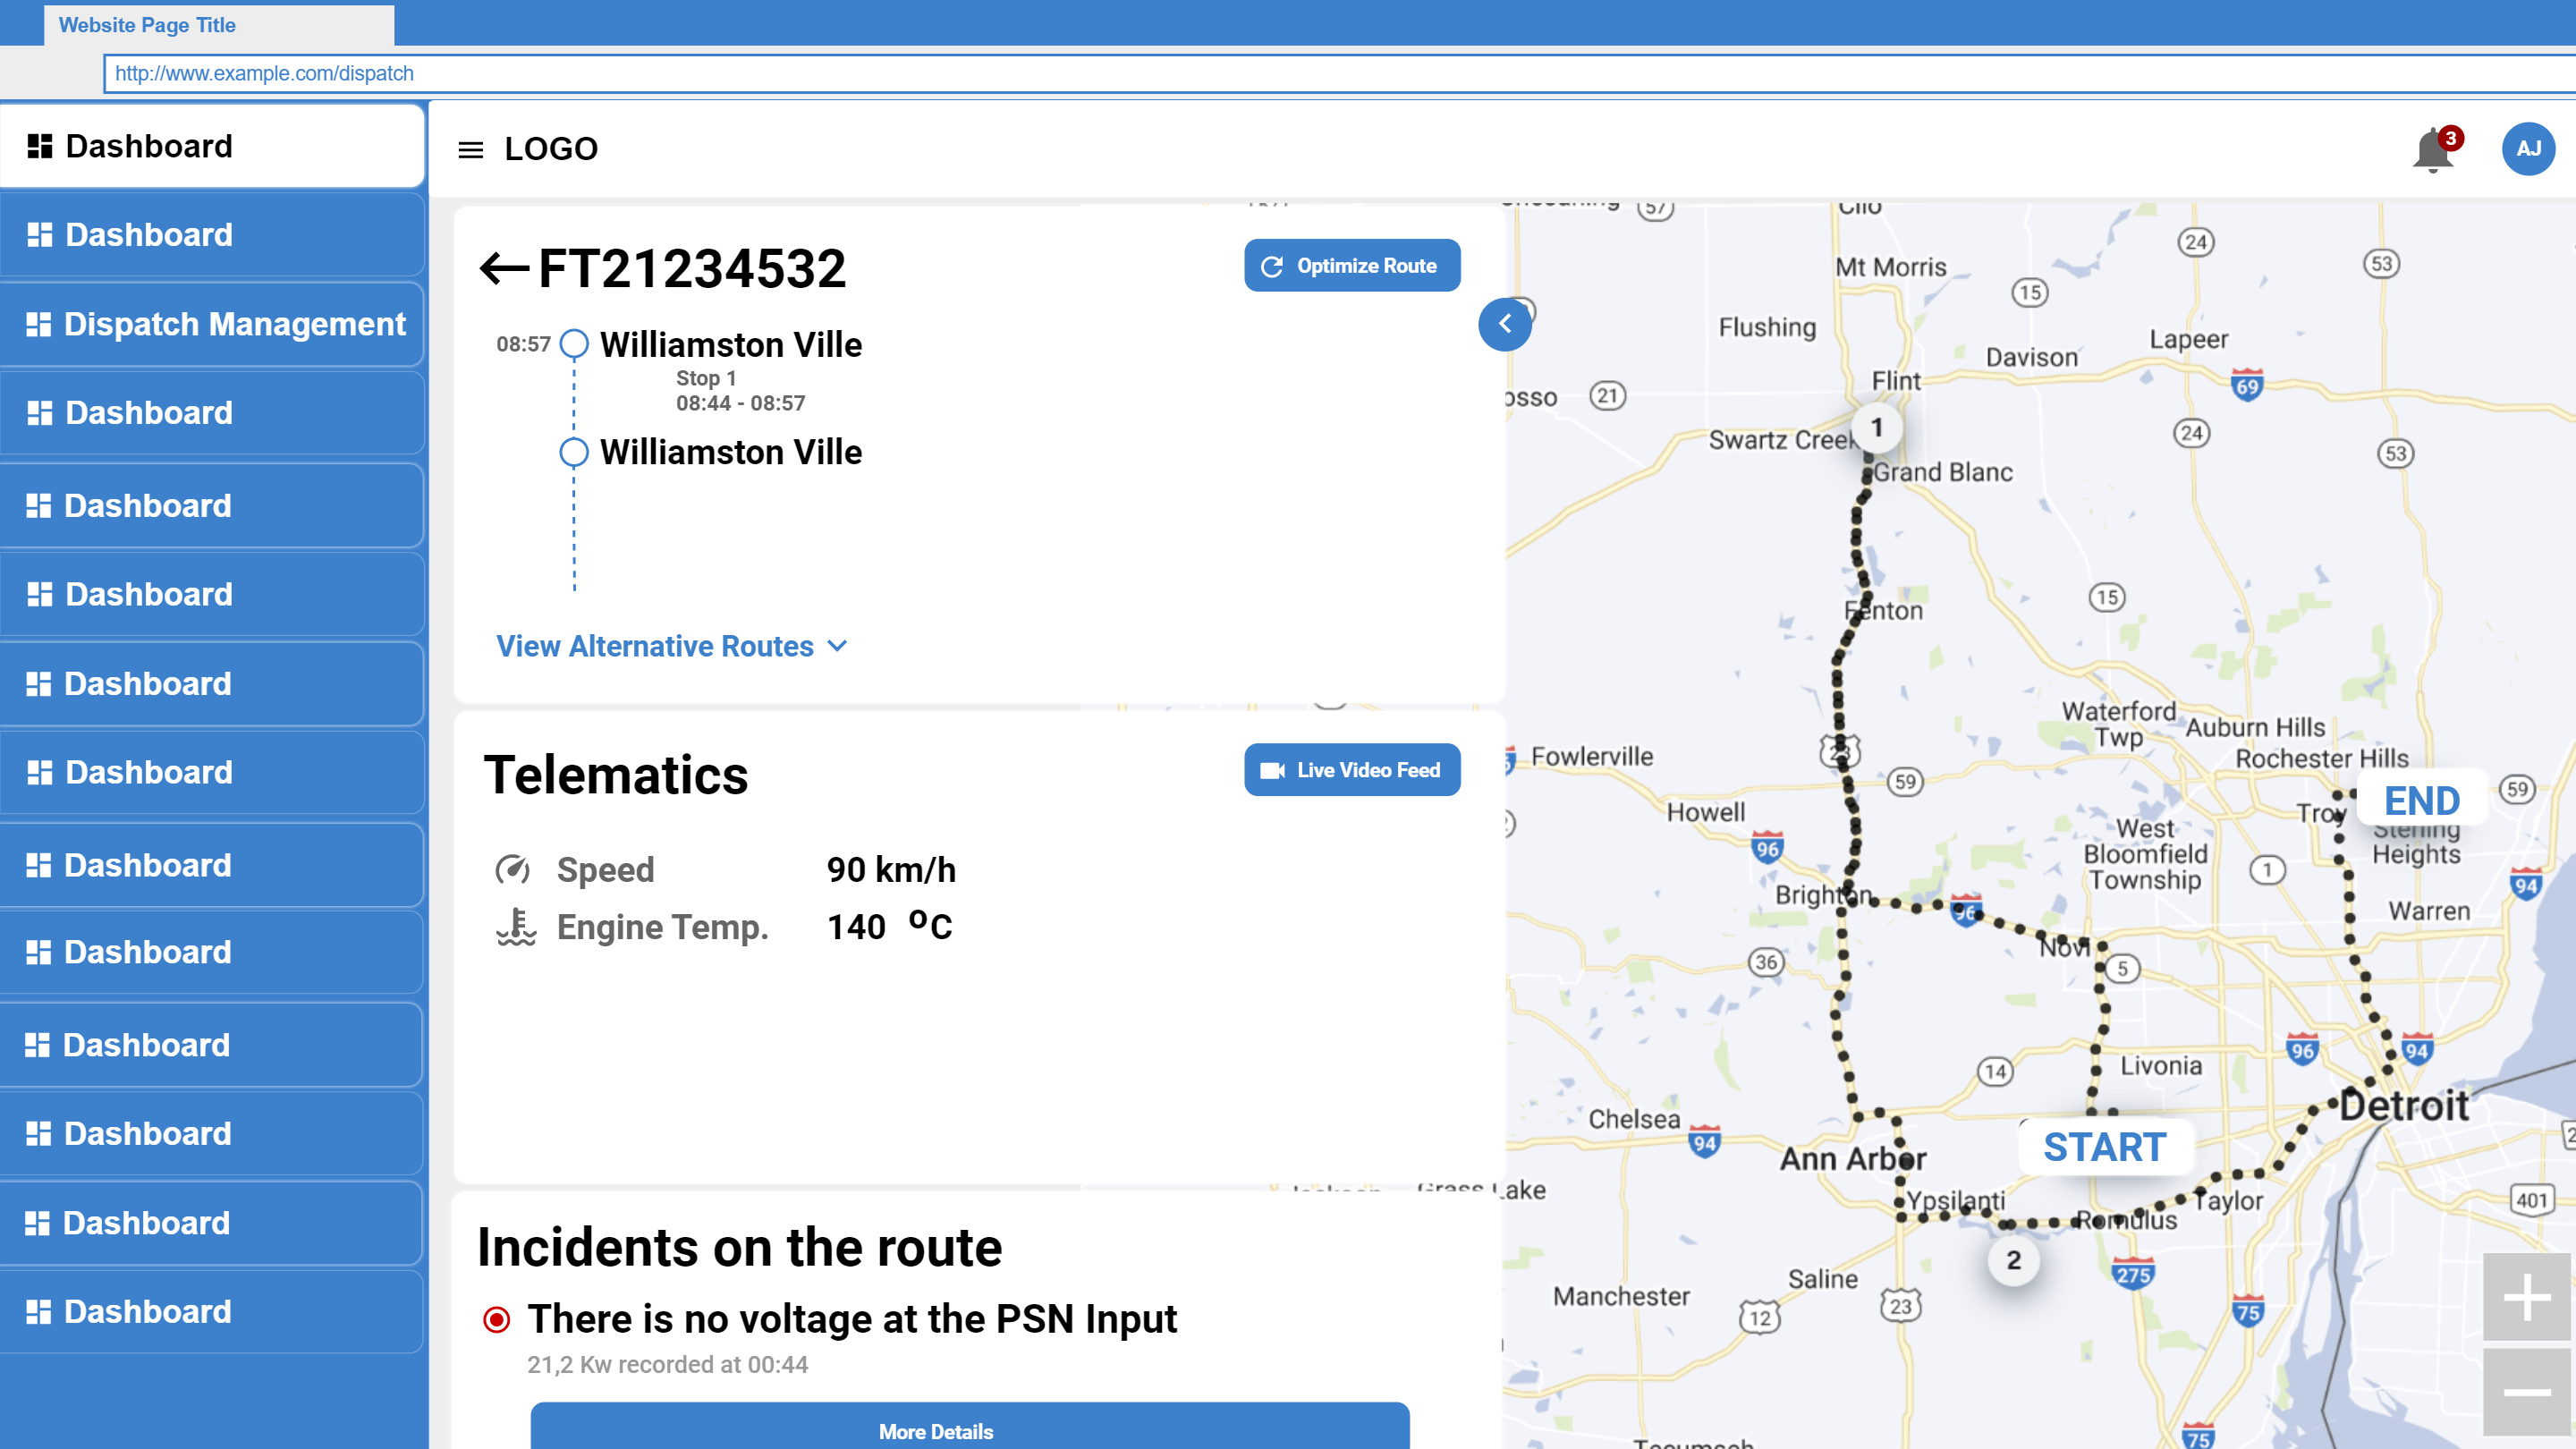 Website Page Title
http://www.example.com/dispatch
Dashboard
Dashboard
Dispatch Management
Dashboard
Dashboard
Dashboard
Dashboard
Dashboard
Dashboard
Dashboard
Dashboard
Dashboard
Dashboard
Dashboard
LOGO
3
AJ
FT21234532
Optimize Route
08:57
Williamston Ville
Stop 1
08:44 - 08:57
Williamston Ville
View Alternative Routes
Telematics
Live Video Feed
Speed
90 km/h
Engine Temp.
140 ºC
Incidents on the route
There is no voltage at the PSN Input
21,2 Kw recorded at 00:44
More Details
57
Clio
24
Mt Morris
53
15
Flushing
Lapeer
Davison
Flint
69
osso
21
1
24
Swartz Creek
53
Grand Blanc
15
Fenton
Waterford
Twp
Auburn Hills
Rochester Hills
23
Fowlerville
59
59
END
Howell
Troy
West
Bloomfield
Township
Sterling
Heights
96
1
94
Brighton
96
Warren
Novi
36
5
96
94
14
Livonia
Detroit
Chelsea
94
START
Ann Arbor
Grass Lake
Ypsilanti
Taylor
401
Romulus
2
275
Saline
Manchester
12
23
75
75